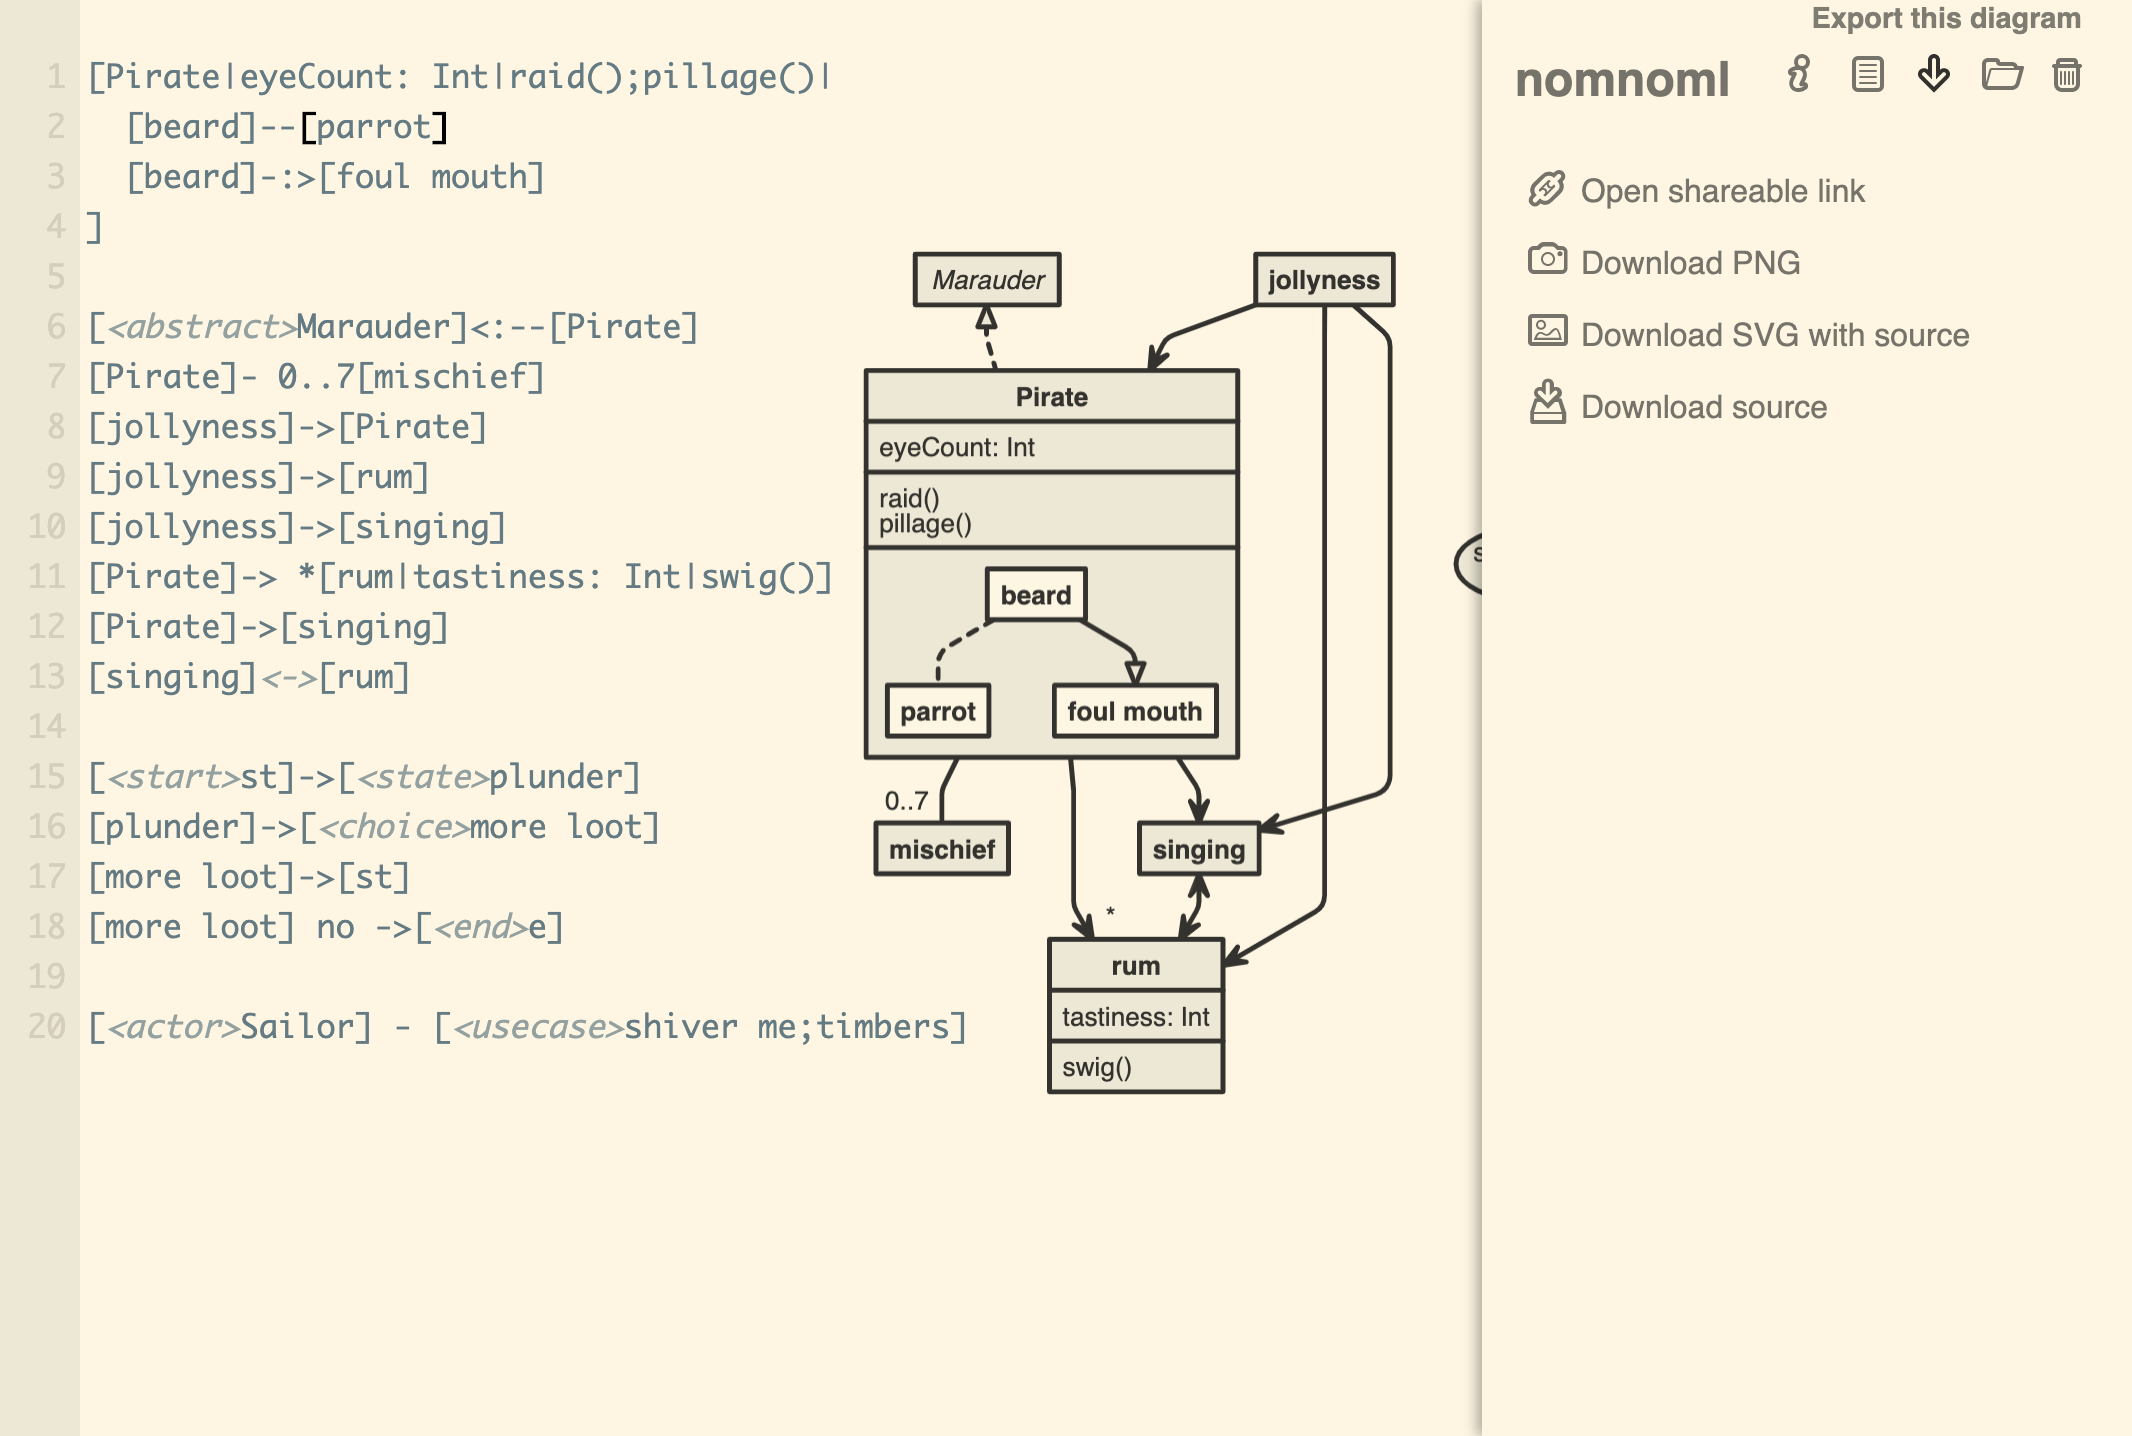 1 [Pirate|eyeCount: Int|raid();pillage()|
2   [beard]--[parrot]
3   [beard]-:>[foul mouth]
4 ]
5
6 [<abstract>Marauder]<:--[Pirate]
7 [Pirate]- 0..7[mischief]
8 [jollyness]->[Pirate]
9 [jollyness]->[rum]
10 [jollyness]->[singing]
11 [Pirate]-> *[rum|tastiness: Int|swig()]
12 [Pirate]->[singing]
13 [singing]<->[rum]
14
15 [<start>st]->[<state>plunder]
16 [plunder]->[<choice>more loot]
17 [more loot]->[st]
18 [more loot] no ->[<end>e]
19
20 [<actor>Sailor] - [<usecase>shiver me;timbers]
Marauder
jollyness
Pirate
eyeCount: Int
raid()
pillage()
beard
parrot
foul mouth
0..7
mischief
singing
*
rum
tastiness: Int
swig()
Export this diagram
nomnoml
Open shareable link
Download PNG
Download SVG with source
Download source